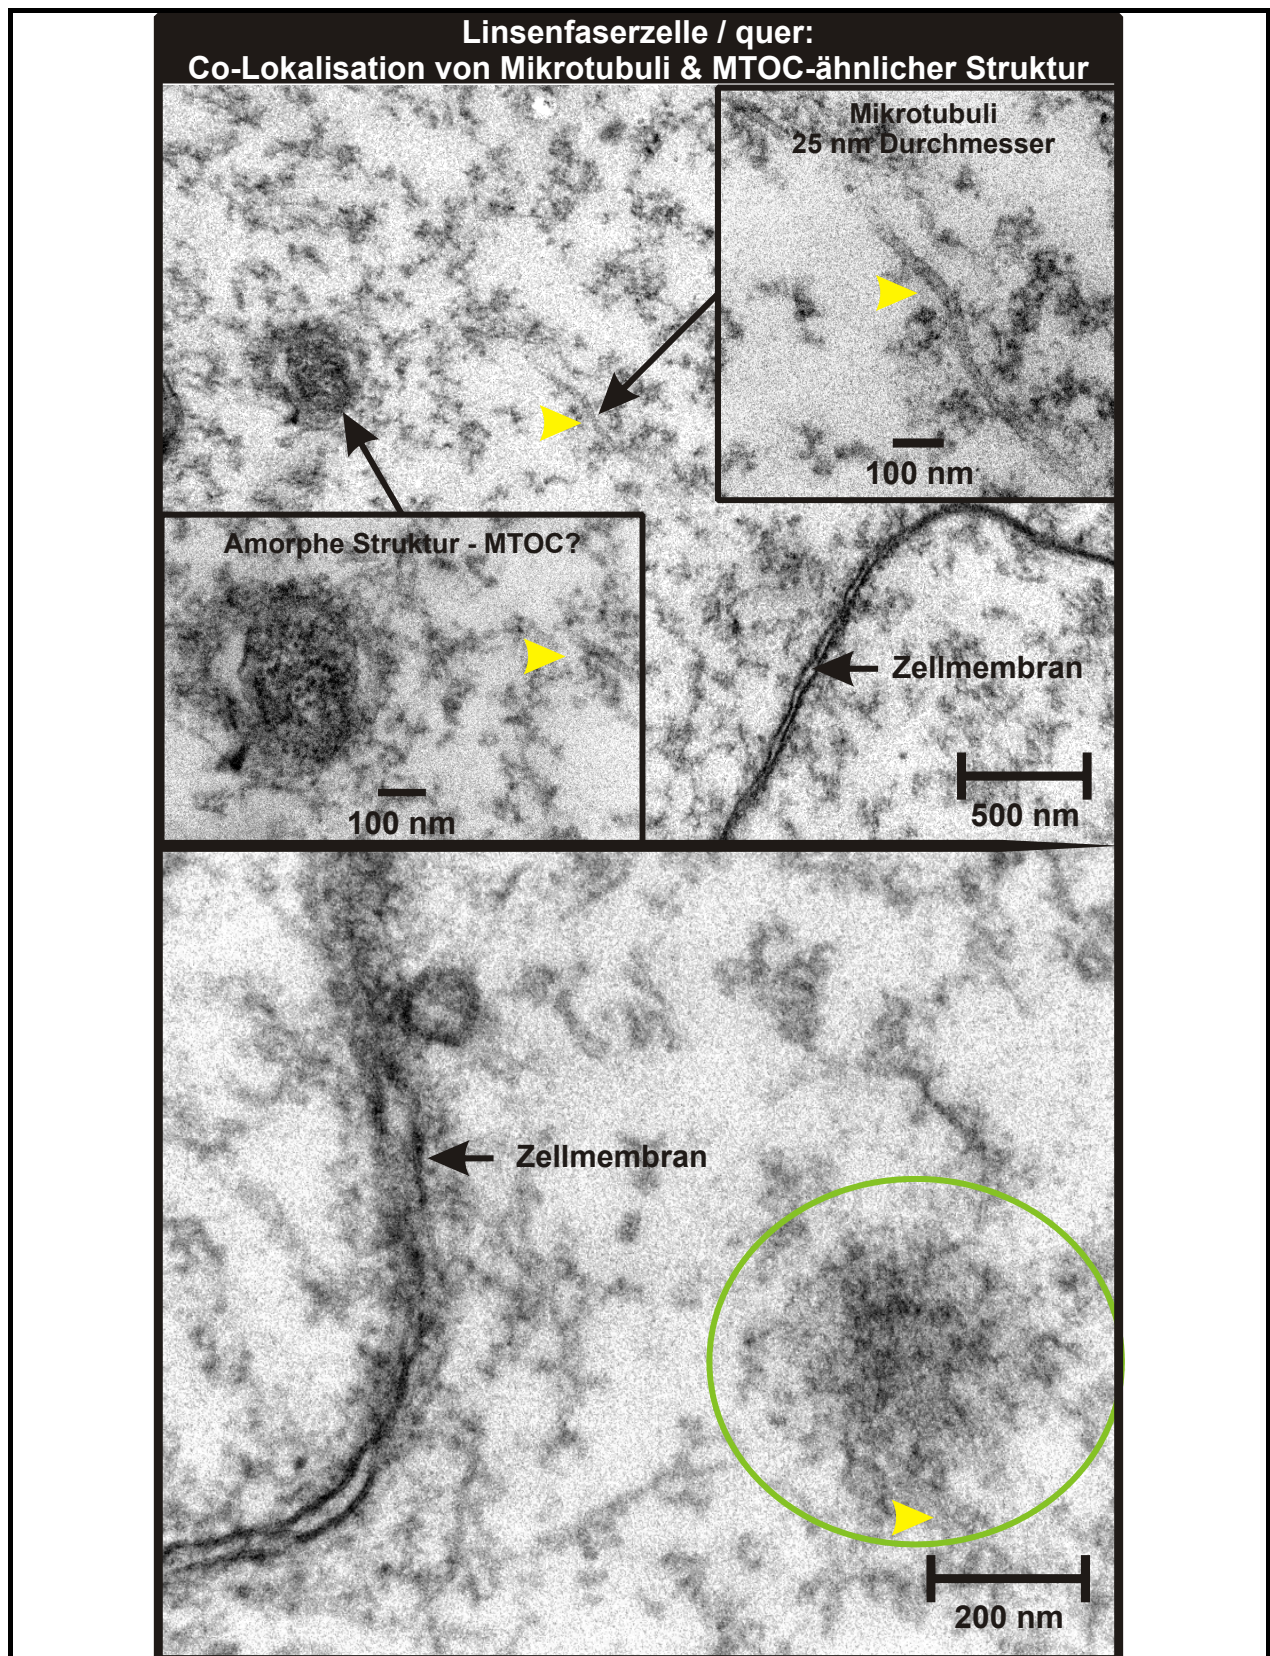 Linsenfaserzelle / quer:
Co-Lokalisation von Mikrotubuli & MTOC-ähnlicher Struktur
Mikrotubuli
25 nm Durchmesser
100 nm
Amorphe Struktur - MTOC?
100 nm
Zellmembran
500 nm
Zellmembran
200 nm